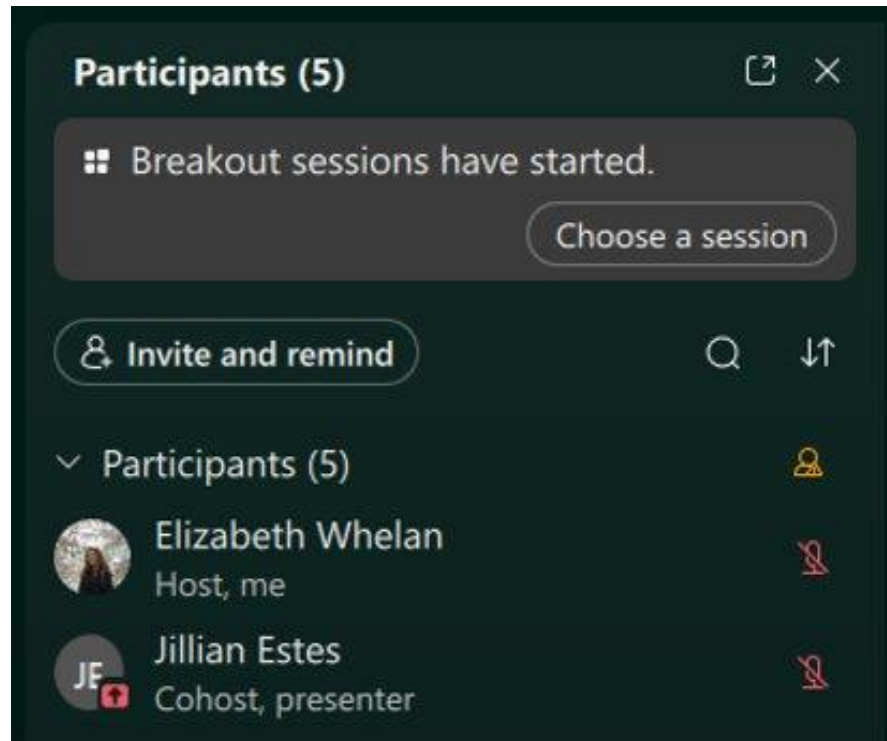 Participants (5)
Breakout sessions have started.
Choose a session
Invite and remind
Participants (5)
Elizabeth Whelan
Host, me
JE
Jillian Estes
Cohost, presenter